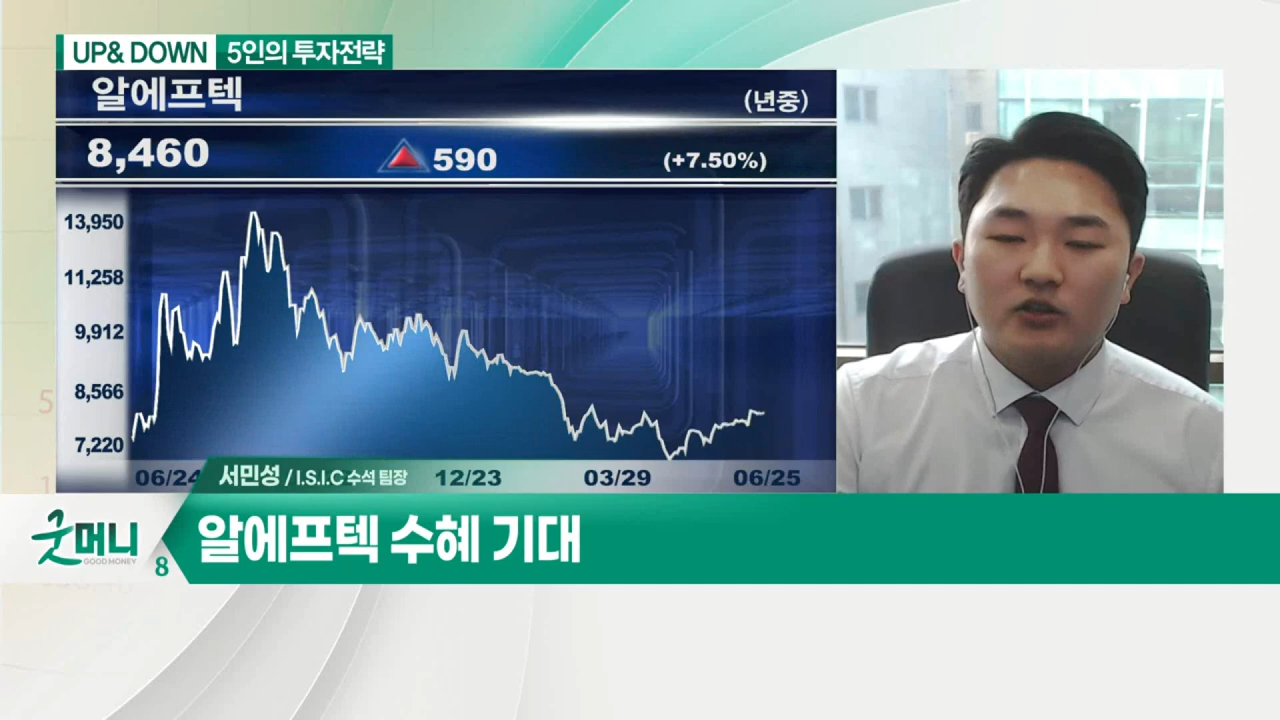 UP& DOWN 5인의 투자전략
알에프텍 (년중)
8,460 590 (+7.50%)
13,950
11,258
9,912
8,566
7,220
06/24 12/23 03/29 06/25
서민성 / I.S.I.C 수석 팀장
굿머니
GOOD MONEY
8
알에프텍 수혜 기대